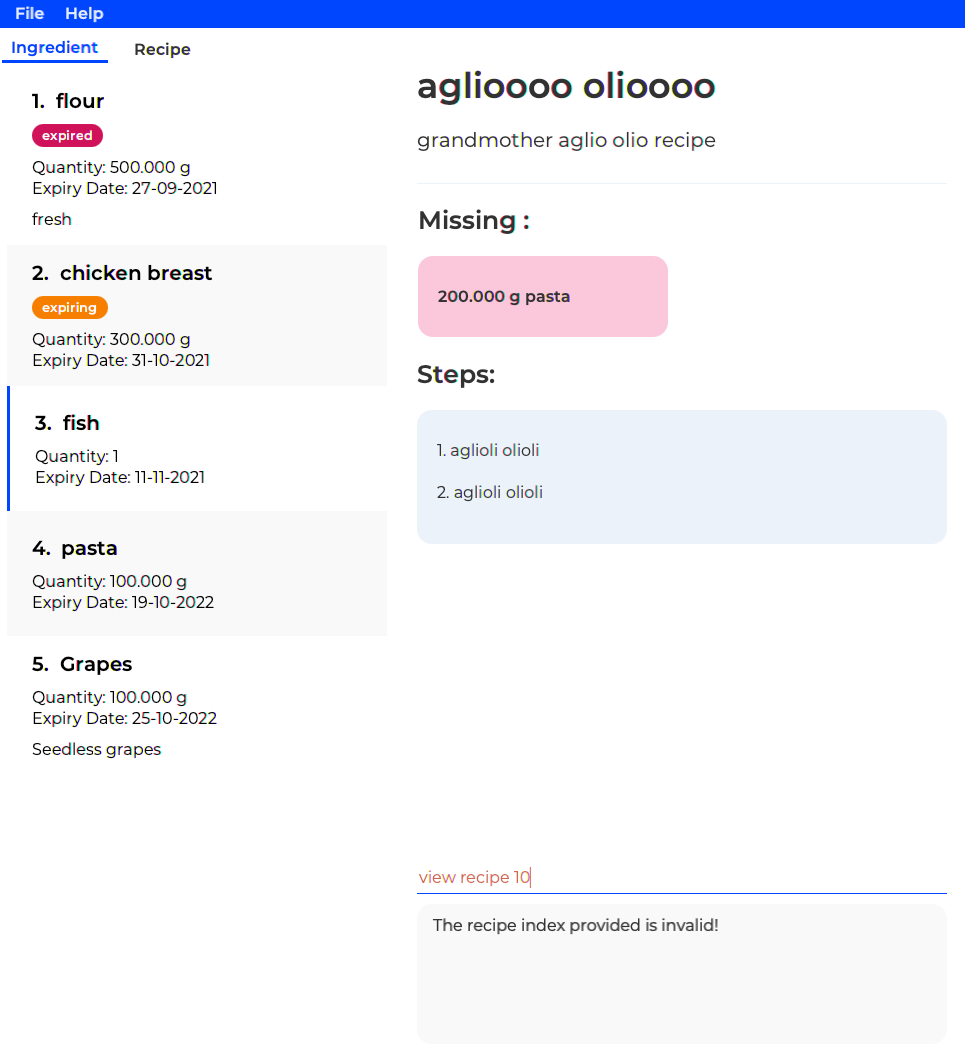 File Help
Ingredient Recipe
1. flour
expired
Quantity: 500.000 g
Expiry Date: 27-09-2021
fresh
2. chicken breast
expiring
Quantity: 300.000 g
Expiry Date: 31-10-2021
3. fish
Quantity: 1
Expiry Date: 11-11-2021
4. pasta
Quantity: 100.000 g
Expiry Date: 19-10-2022
5. Grapes
Quantity: 100.000 g
Expiry Date: 25-10-2022
Seedless grapes
aglioooo olioooo
grandmother aglio olio recipe
Missing :
200.000 g pasta
Steps:
1. aglioli olioli
2. aglioli olioli
view recipe 10
The recipe index provided is invalid!